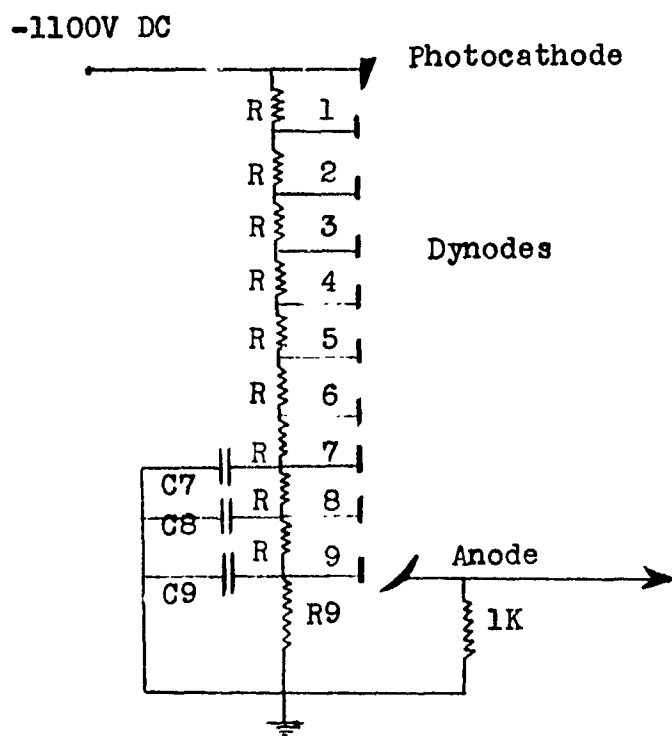 -1100V DC
Photocathode
R 1
R 2
R 3
Dynodes
R 4
R 5
R 6
R 7
C7
R 8
C8
R 9
Anode
C9
R9
1K